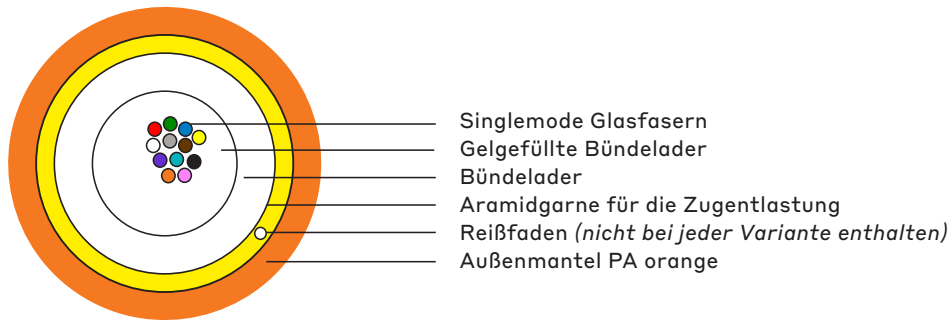 Singlemode Glasfasern
Gelgefüllte Bündelader
Bündelader
Aramidgarne für die Zugentlastung
Reißfaden (nicht bei jeder Variante enthalten)
Außenmantel PA orange